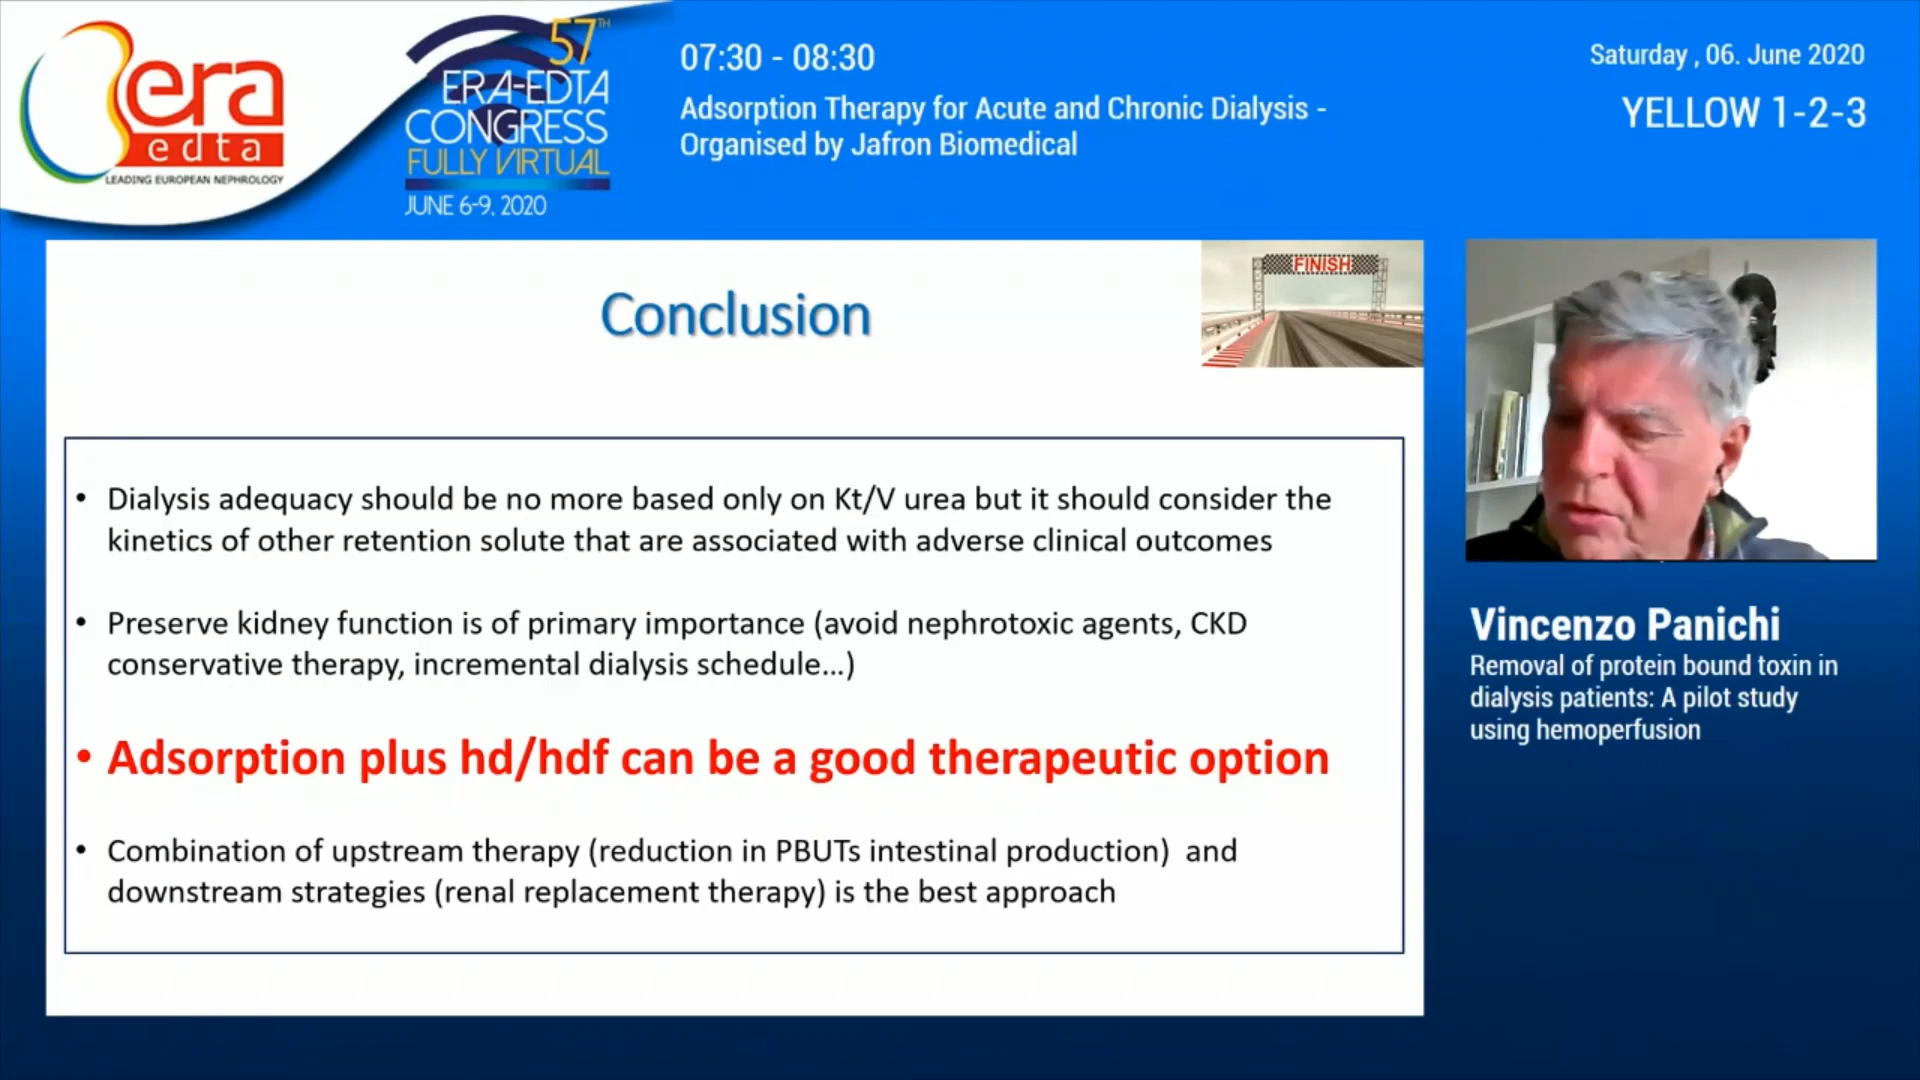 era
edta
LEADING EUROPEAN NEPHROLOGY
57TH
ERA-EDTA
CONGRESS
FULLY VIRTUAL
JUNE 6-9, 2020
07:30 - 08:30
Adsorption Therapy for Acute and Chronic Dialysis -
Organised by Jafron Biomedical
Saturday , 06. June 2020
YELLOW 1-2-3
FINISH
Conclusion
• Dialysis adequacy should be no more based only on Kt/V urea but it should consider the
kinetics of other retention solute that are associated with adverse clinical outcomes
• Preserve kidney function is of primary importance (avoid nephrotoxic agents, CKD
conservative therapy, incremental dialysis schedule...)
• Adsorption plus hd/hdf can be a good therapeutic option
• Combination of upstream therapy (reduction in PBUTs intestinal production)  and
downstream strategies (renal replacement therapy) is the best approach
Vincenzo Panichi
Removal of protein bound toxin in
dialysis patients: A pilot study
using hemoperfusion